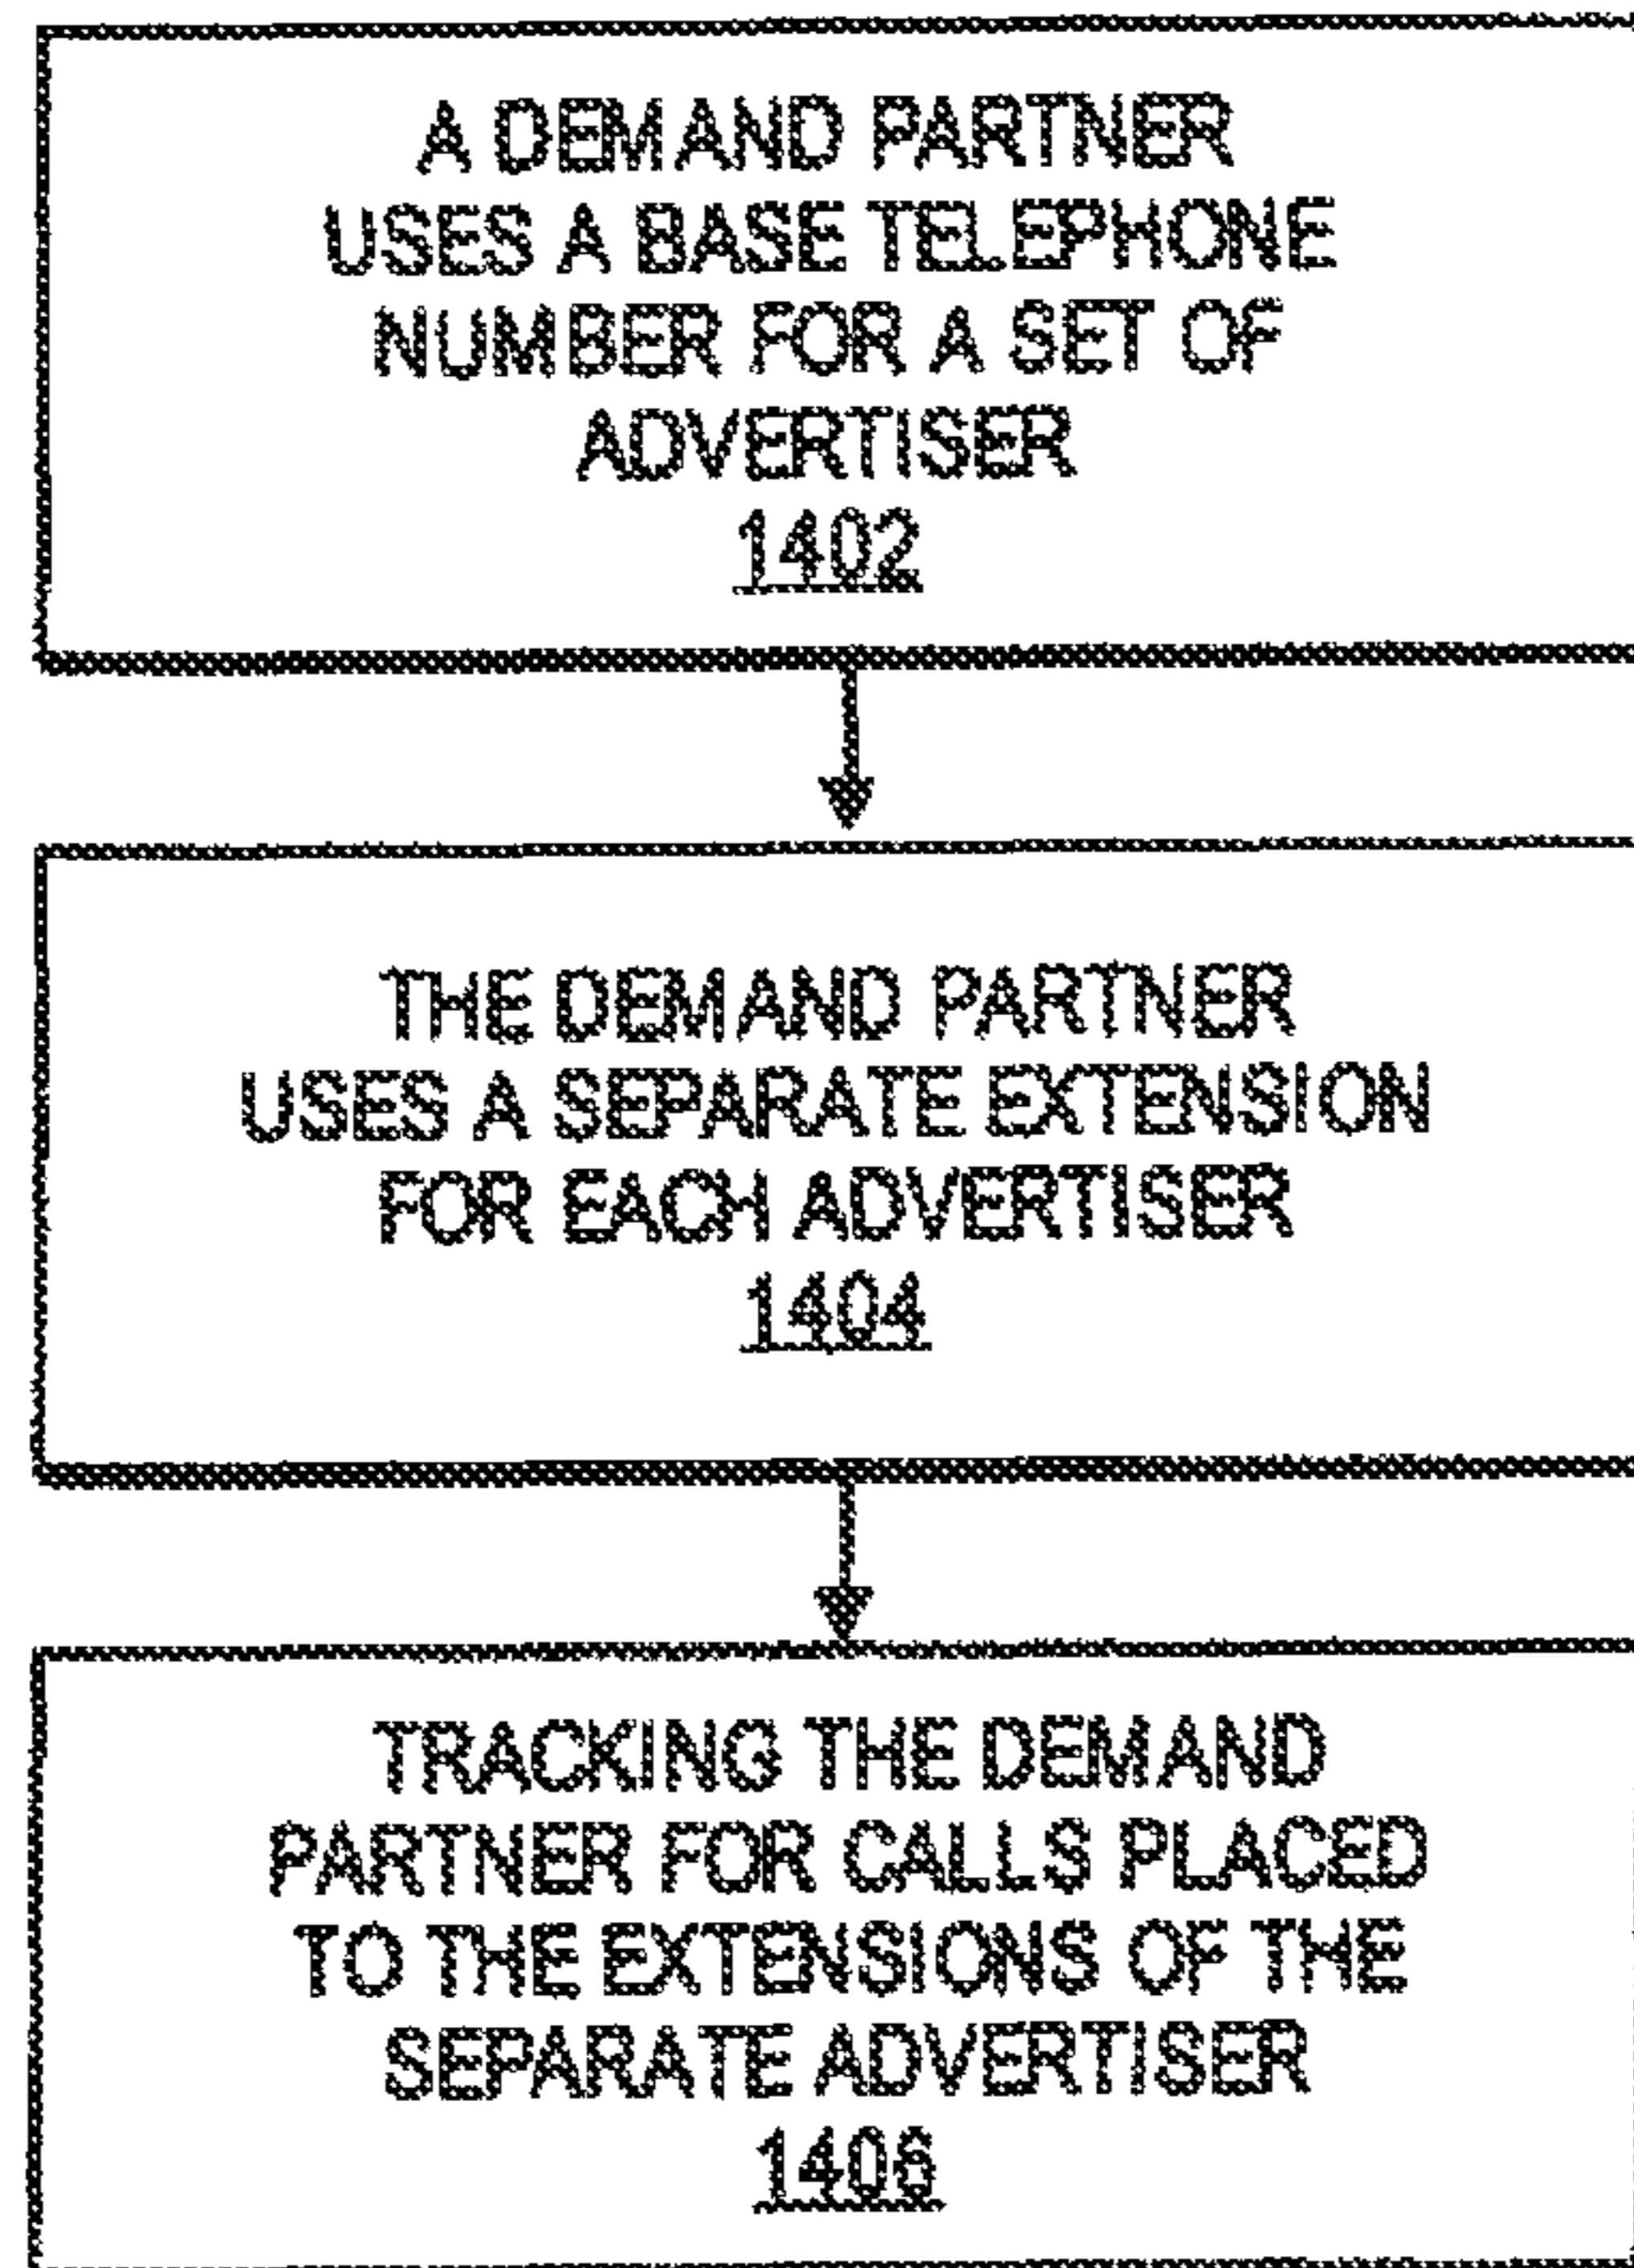 A DEMAND PARTNER
USES A BASE TELEPHONE
NUMBER FOR A SET OF
ADVERTISER
1402
THE DEMAND PARTNER
USES A SEPARATE EXTENSION
FOR EACH ADVERTISER
1404
TRACKING THE DEMAND
PARTNER FOR CALLS PLACED
TO THE EXTENSIONS OF THE
SEPARATE ADVERTISER
1406